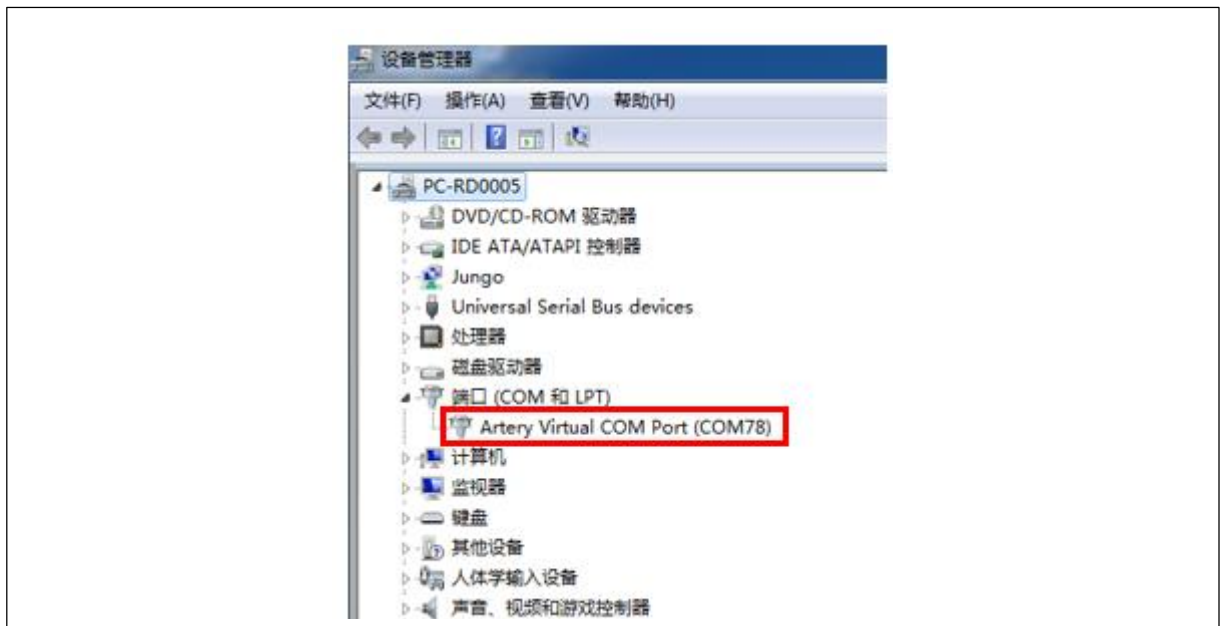 设备管理器
文件(F) 操作(A) 查看(V) 帮助(H)
PC-RD0005
DVD/CD-ROM 驱动器
IDE ATA/ATAPI 控制器
Jungo
Universal Serial Bus devices
处理器
磁盘驱动器
端口 (COM 和 LPT)
Artery Virtual COM Port (COM78)
计算机
监视器
键盘
其他设备
人体学输入设备
声音、视频和游戏控制器